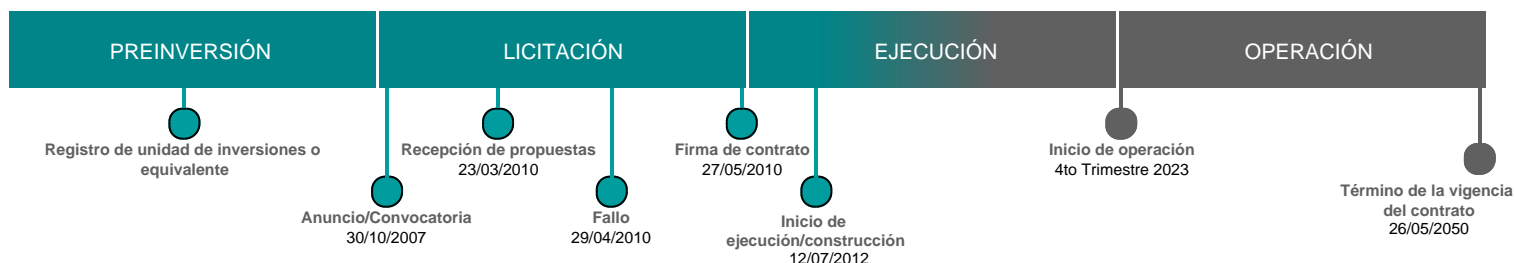 PREINVERSIÓN
LICITACIÓN
EJECUCIÓN
OPERACIÓN
Registro de unidad de inversiones o
equivalente
Anuncio/Convocatoria
30/10/2007
Recepción de propuestas
23/03/2010
Fallo
29/04/2010
Firma de contrato
27/05/2010
Inicio de
ejecución/construcción
12/07/2012
Inicio de operación
4to Trimestre 2023
Término de la vigencia
del contrato
26/05/2050